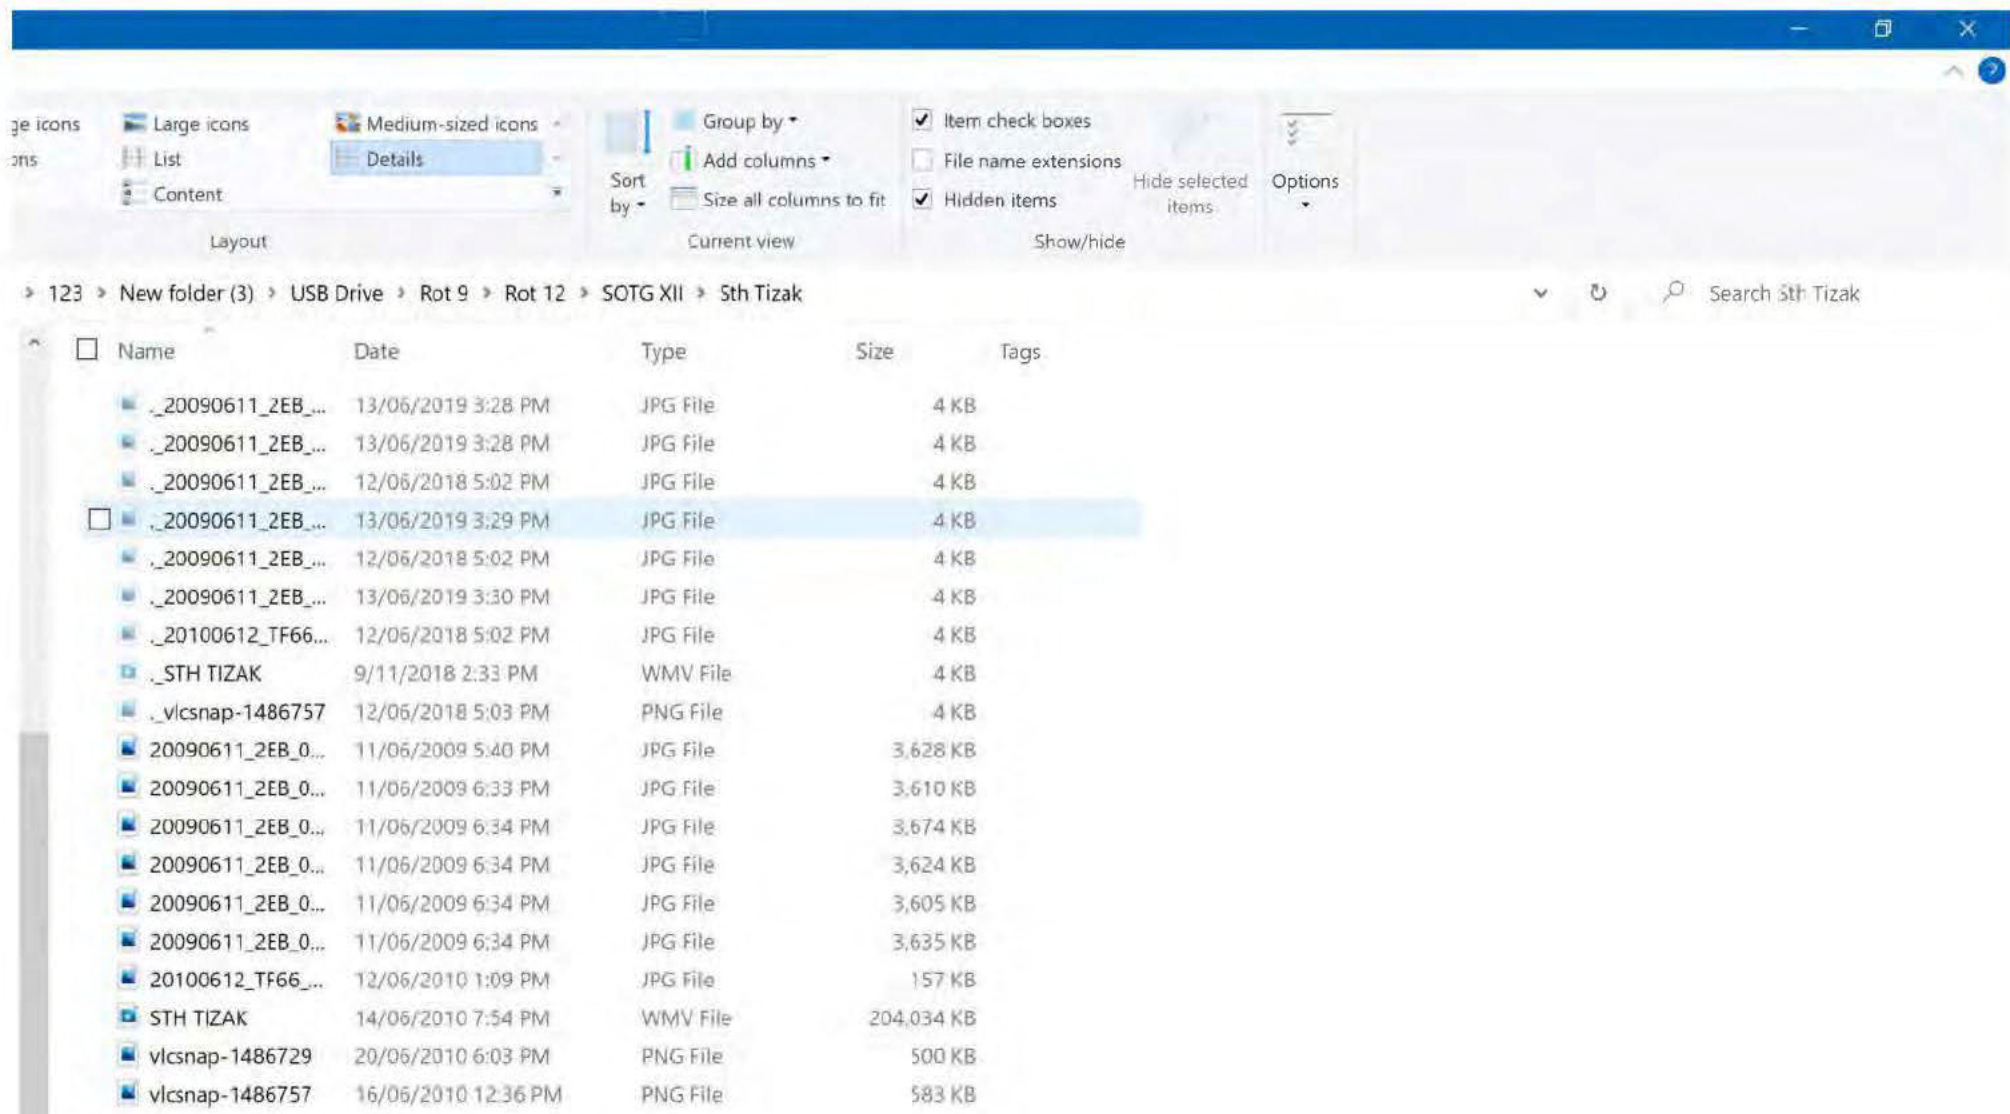 ge icons Large icons Medium-sized icons
ons List Details
Content
Layout
Sort by
Group by
Add columns
Size all columns to fit
Current view
Item check boxes
File name extensions
Hidden items
Hide selected items
Show/hide
Options
> 123 > New folder (3) > USB Drive > Rot 9 > Rot 12 > SOTG XII > Sth Tizak Search Sth Tizak
Name Date Type Size Tags
._20090611_2EB_... 13/06/2019 3:28 PM JPG File 4 KB
._20090611_2EB_... 13/06/2019 3:28 PM JPG File 4 KB
._20090611_2EB_... 12/06/2018 5:02 PM JPG File 4 KB
._20090611_2EB_... 13/06/2019 3:29 PM JPG File 4 KB
._20090611_2EB_... 12/06/2018 5:02 PM JPG File 4 KB
._20090611_2EB_... 13/06/2019 3:30 PM JPG File 4 KB
._20100612_TF66... 12/06/2018 5:02 PM JPG File 4 KB
._STH TIZAK 9/11/2018 2:33 PM WMV File 4 KB
._vlcsnap-1486757 12/06/2018 5:03 PM PNG File 4 KB
20090611_2EB_0... 11/06/2009 5:40 PM JPG File 3,628 KB
20090611_2EB_0... 11/06/2009 6:33 PM JPG File 3,610 KB
20090611_2EB_0... 11/06/2009 6:34 PM JPG File 3,674 KB
20090611_2EB_0... 11/06/2009 6:34 PM JPG File 3,624 KB
20090611_2EB_0... 11/06/2009 6:34 PM JPG File 3,605 KB
20090611_2EB_0... 11/06/2009 6:34 PM JPG File 3,635 KB
20100612_TF66_... 12/06/2010 1:09 PM JPG File 157 KB
STH TIZAK 14/06/2010 7:54 PM WMV File 204,034 KB
vlcsnap-1486729 20/06/2010 6:03 PM PNG File 500 KB
vlcsnap-1486757 16/06/2010 12:36 PM PNG File 583 KB